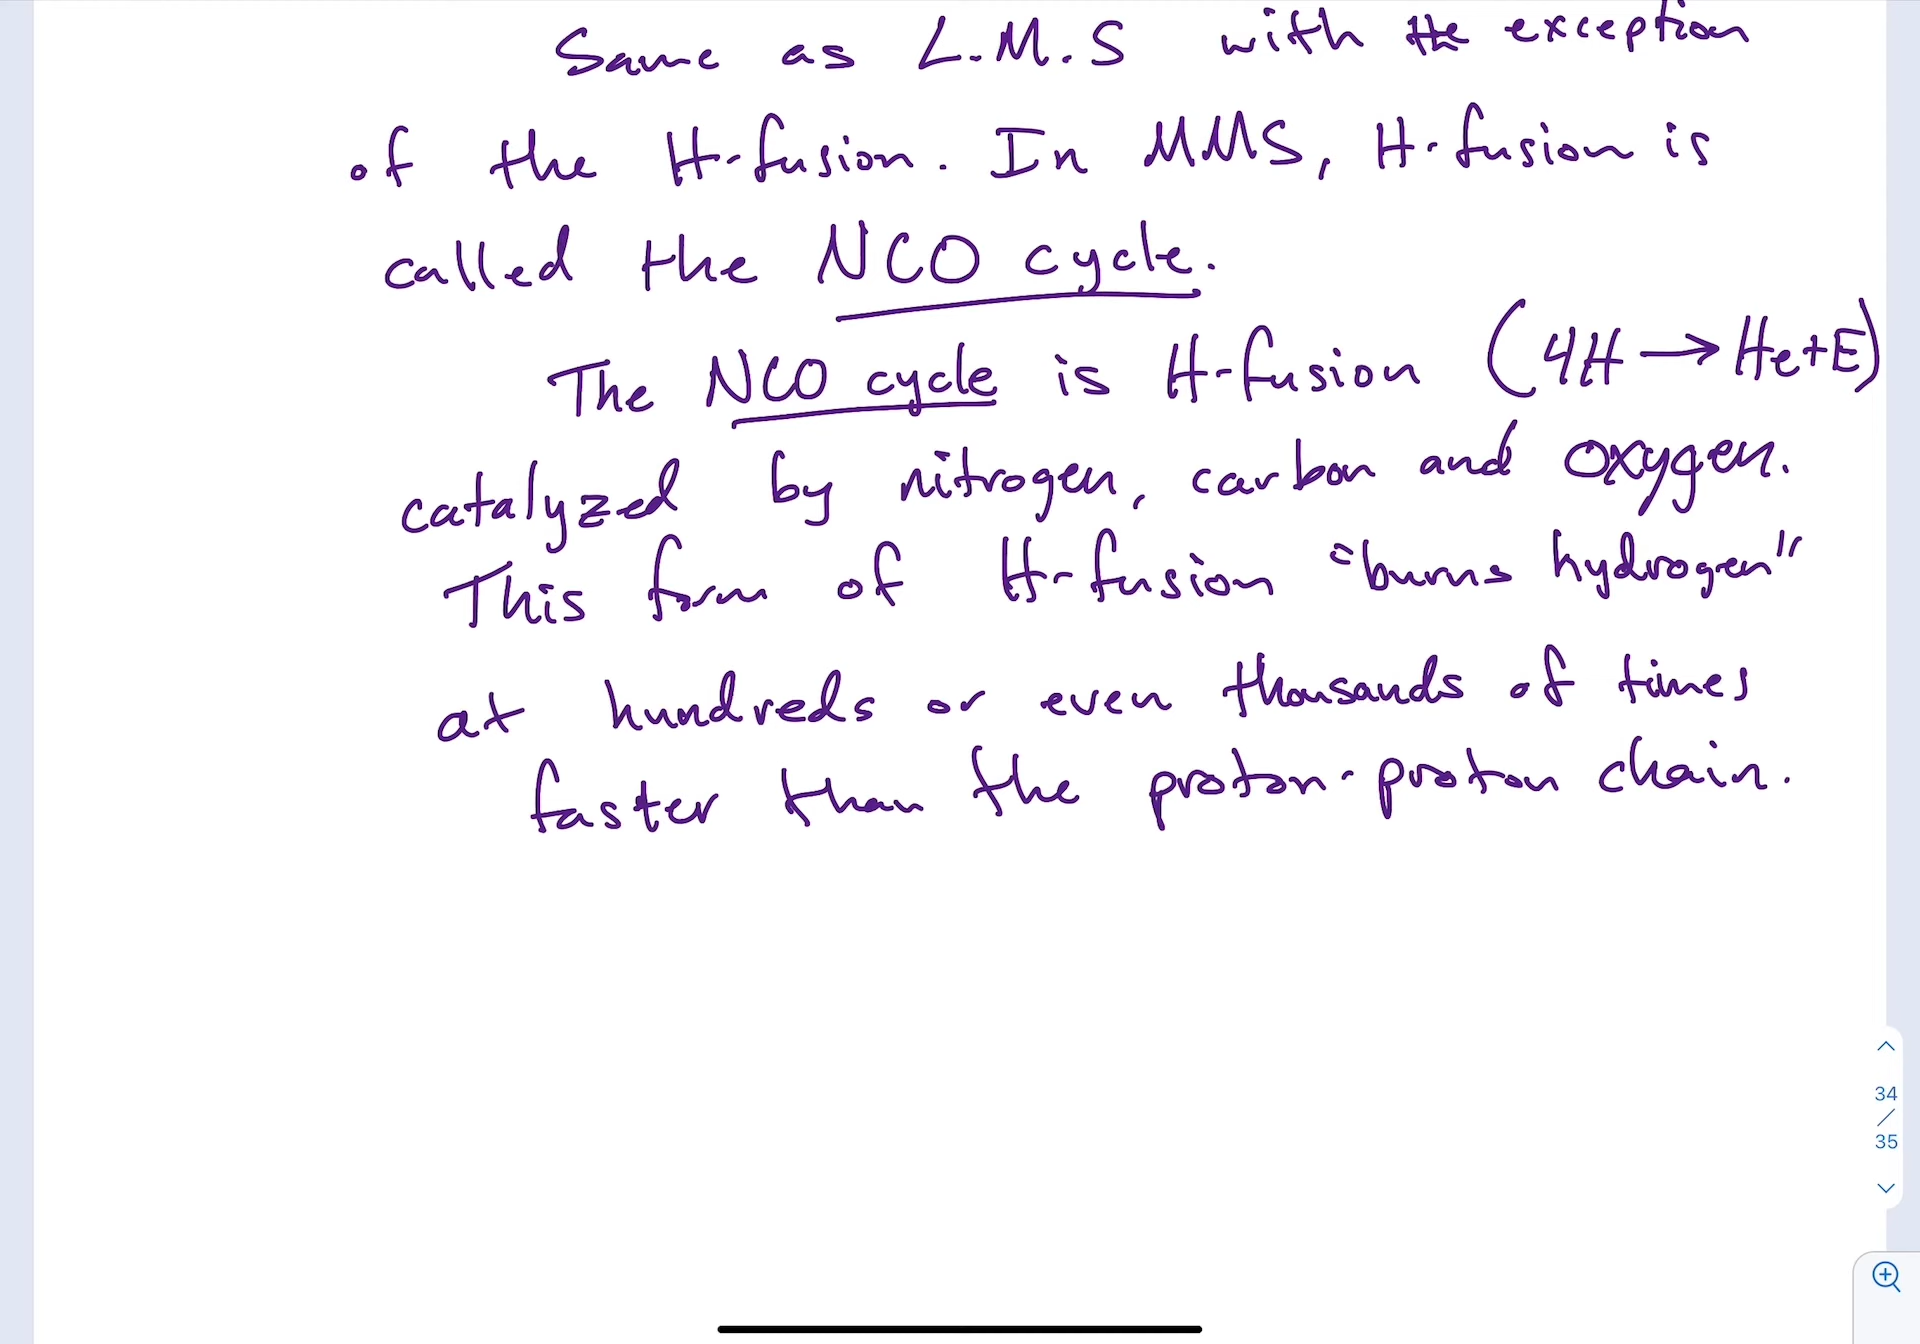 Same as L.M.S with the exception
of the H-fusion. In MMS, H-fusion is
called the NCO cycle.
The NCO cycle is H-fusion (4H → He+E)
catalyzed by nitrogen, carbon and oxygen.
This form of H-fusion "burns hydrogen"
at hundreds or even thousands of times
faster than the proton-proton chain.
34
/
35